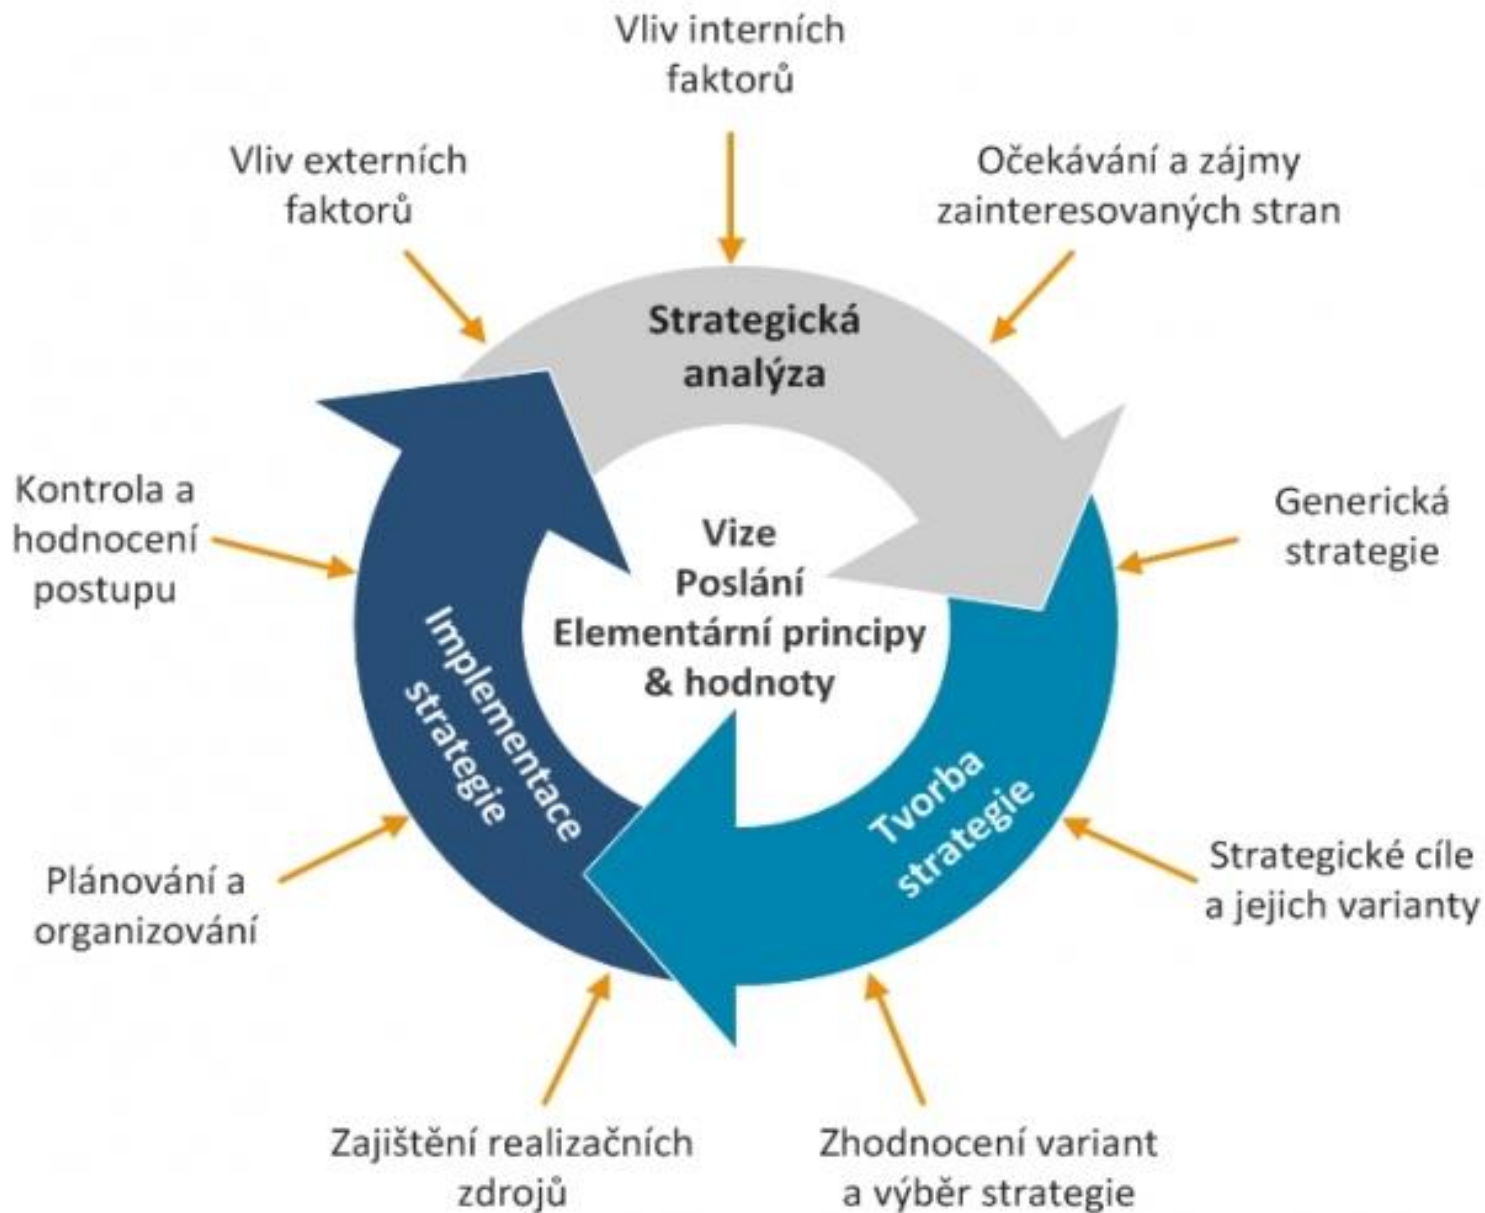 Vliv interních
faktorů
Vliv externích
faktorů
Očekávání a zájmy
zainteresovaných stran
Strategická
analýza
Kontrola a
hodnocení
postupu
Generická
strategie
Vize
Poslání
Elementární principy
& hodnoty
Implementace
strategie
Tvorba
strategie
Plánování a
organizování
Strategické cíle
a jejich varianty
Zajištění realizačních
zdrojů
Zhodnocení variant
a výběr strategie